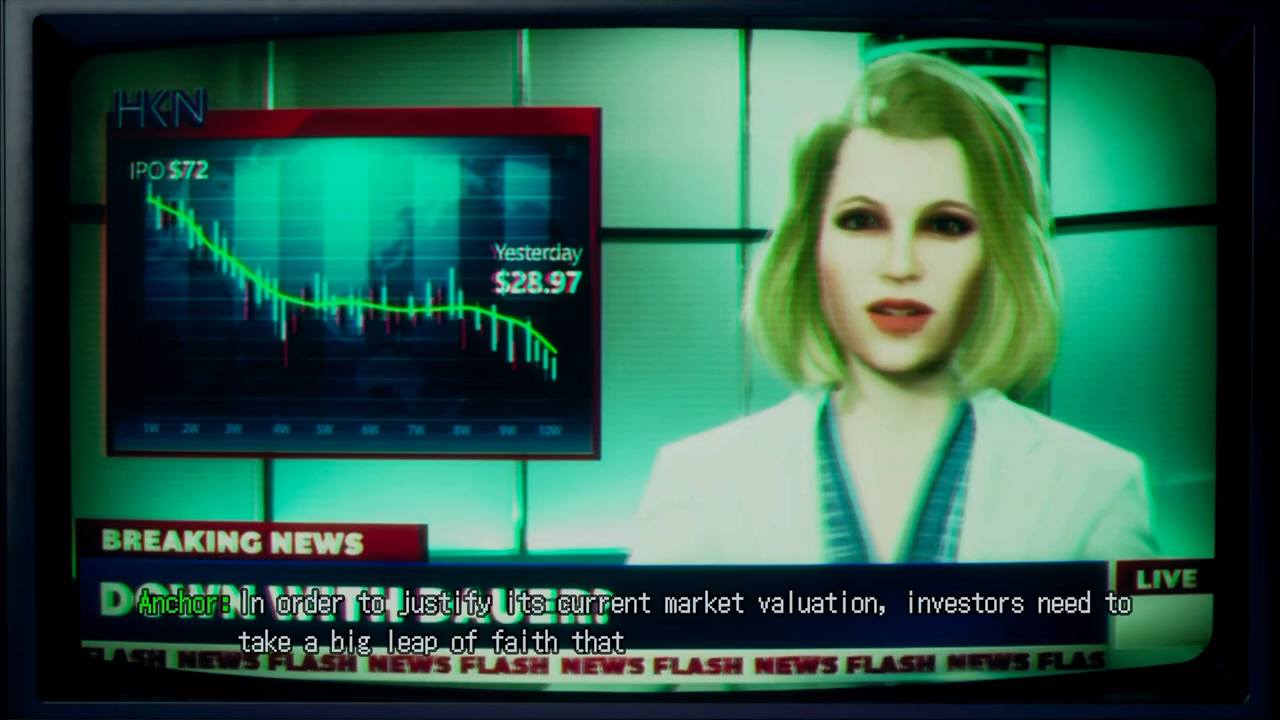 HKN
IPO $72
Yesterday
$28.97
1W 2W 3W 4W 5W 6W 7W 8W 9W 10W
BREAKING NEWS
DOWN WITH
LIVE
Anchor: In order to justify its current market valuation, investors need to
take a big leap of faith that
FLASH NEWS FLASH NEWS FLASH NEWS FLASH NEWS FLASH NEWS FLAS